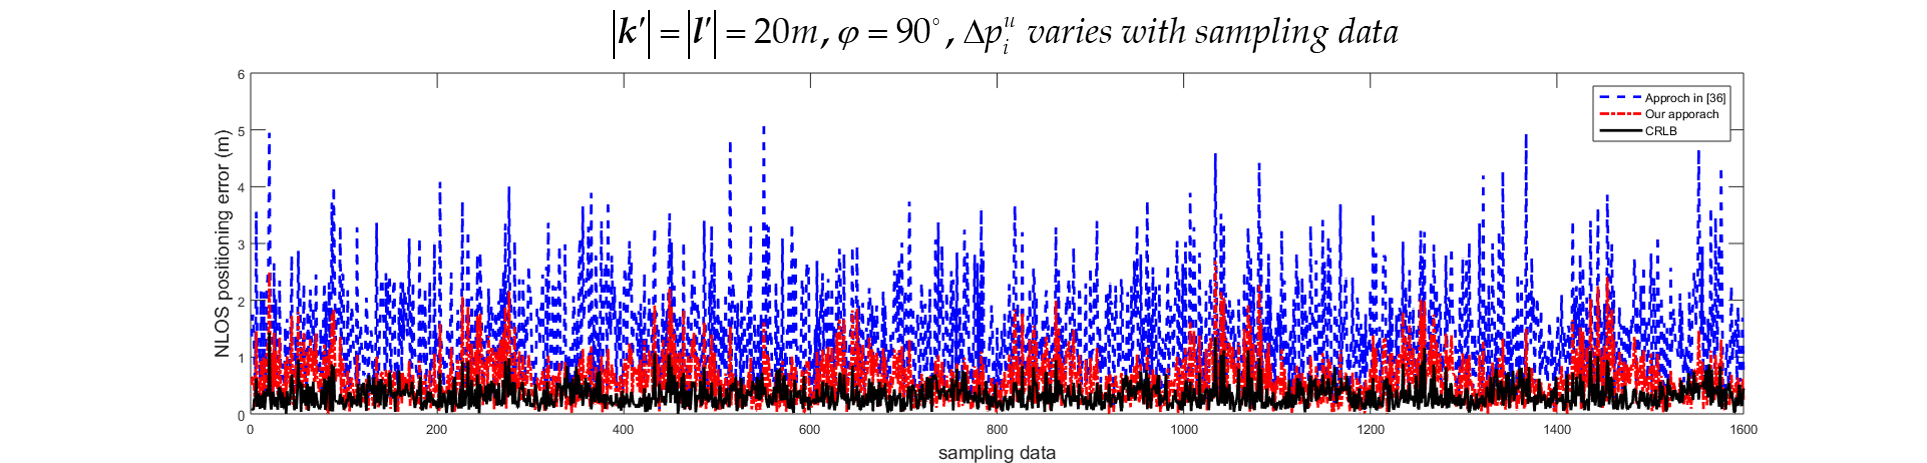 |k′| = |l′| = 20m, φ = 90°, Δpᵢᵘ varies with sampling data
6
5
4
3
2
1
0
NLOS positioning error (m)
Approch in [36]
Our apporach
CRLB
0 200 400 600 800 1000 1200 1400 1600
sampling data